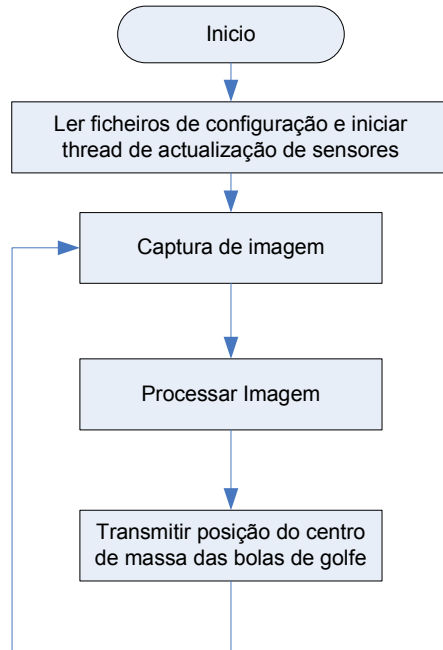 Inicio
Ler ficheiros de configuração e iniciar
thread de actualização de sensores
Captura de imagem
Processar Imagem
Transmitir posição do centro
de massa das bolas de golfe